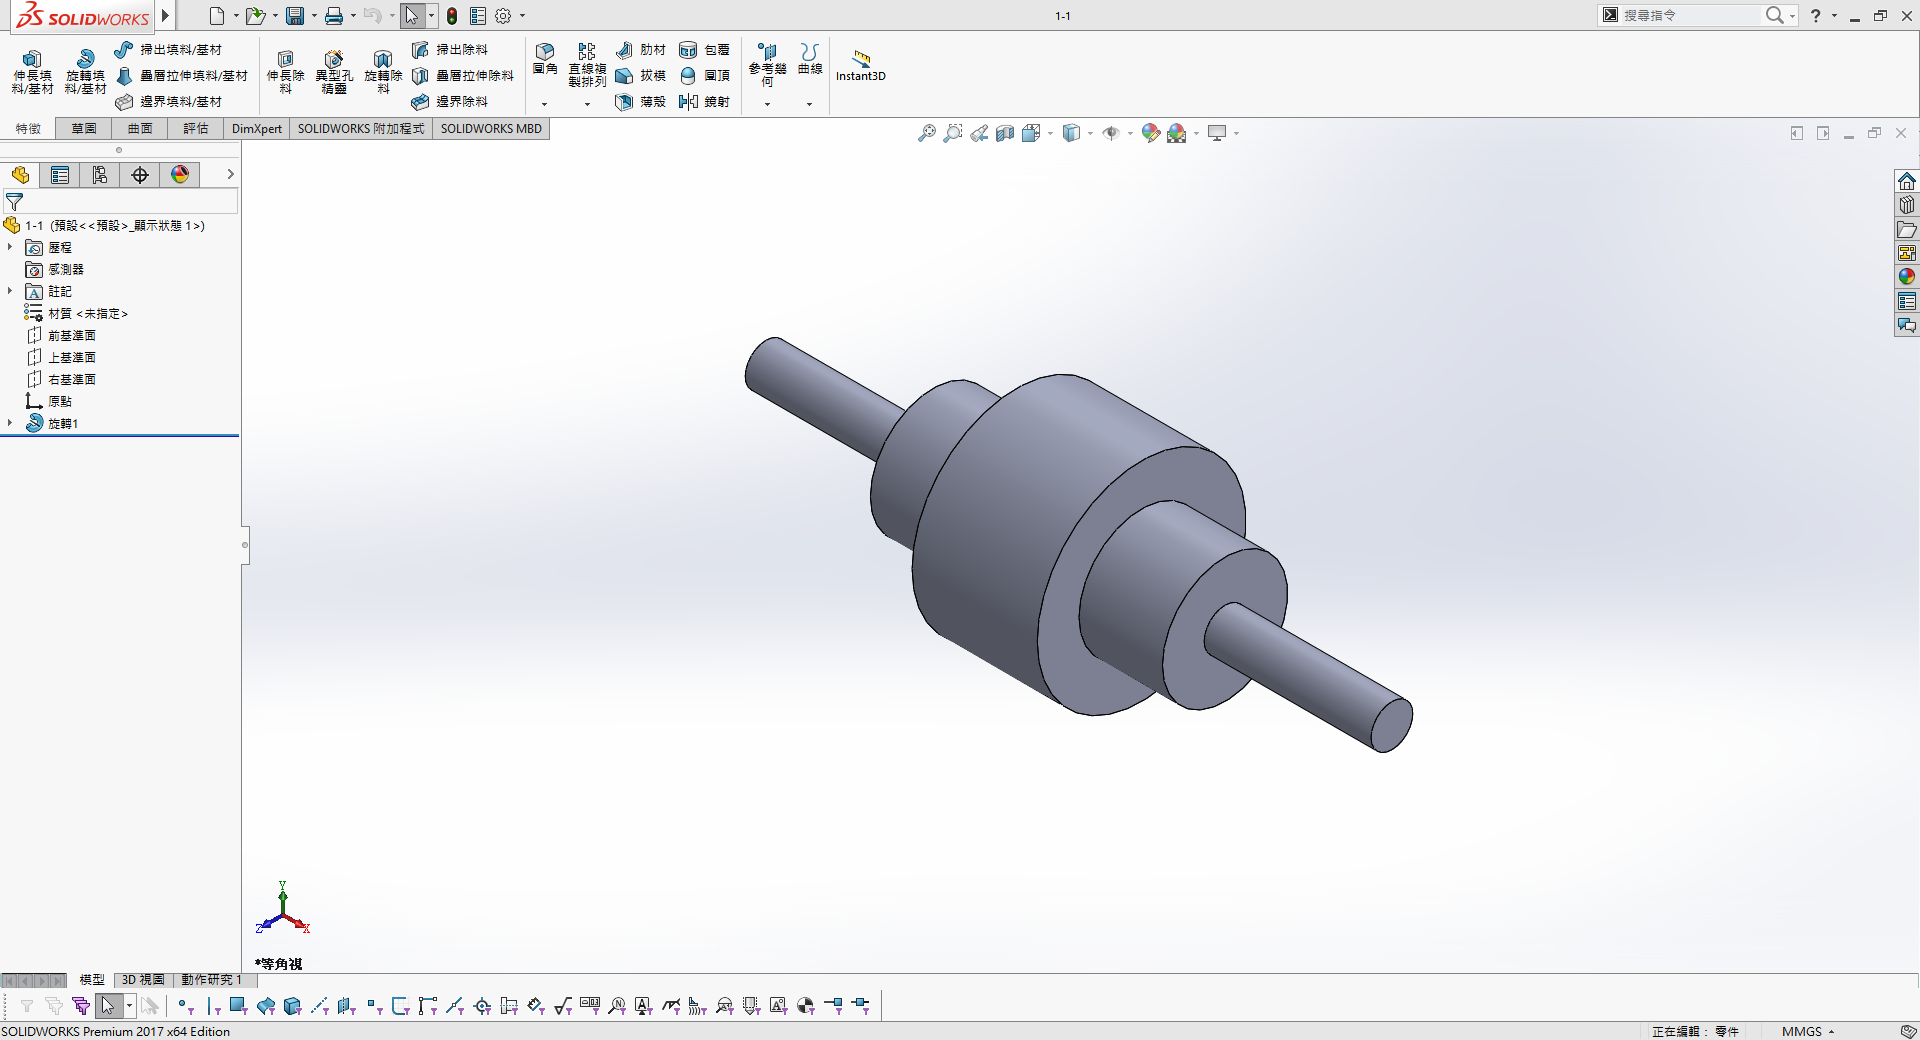 SOLIDWORKS
1-1
搜尋指令
伸長填料/基材
旋轉填料/基材
掃出填料/基材
疊層拉伸填料/基材
邊界填料/基材
伸長除料
異型孔精靈
旋轉除料
掃出除料
疊層拉伸除料
邊界除料
圓角
直線複製排列
肋材
拔模
薄殼
包覆
圓頂
鏡射
參考幾何
曲線
Instant3D
特徵
草圖
曲面
評估
DimXpert
SOLIDWORKS 附加程式
SOLIDWORKS MBD
1-1 (預設<<預設>_顯示狀態 1>)
歷程
感測器
註記
材質 <未指定>
前基準面
上基準面
右基準面
原點
旋轉1
Y
Z
X
*等角視
模型
3D 視圖
動作研究 1
SOLIDWORKS Premium 2017 x64 Edition
正在編輯： 零件
MMGS